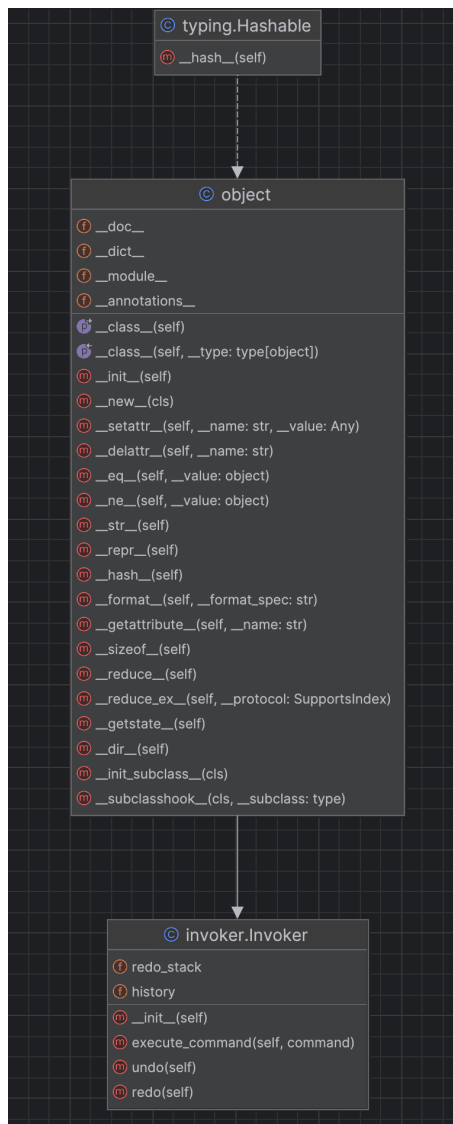 typing.Hashable
__hash__(self)
object
__doc__
__dict__
__module__
__annotations__
__class__(self)
__class__(self, __type: type[object])
__init__(self)
__new__(cls)
__setattr__(self, __name: str, __value: Any)
__delattr__(self, __name: str)
__eq__(self, __value: object)
__ne__(self, __value: object)
__str__(self)
__repr__(self)
__hash__(self)
__format__(self, __format_spec: str)
__getattribute__(self, __name: str)
__sizeof__(self)
__reduce__(self)
__reduce_ex__(self, __protocol: SupportsIndex)
__getstate__(self)
__dir__(self)
__init_subclass__(cls)
__subclasshook__(cls, __subclass: type)
invoker.Invoker
redo_stack
history
__init__(self)
execute_command(self, command)
undo(self)
redo(self)